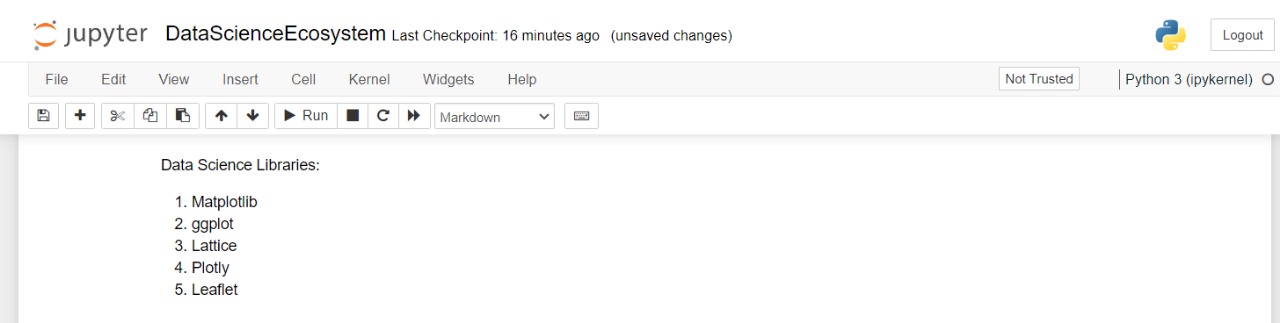 jupyter DataScienceEcosystem Last Checkpoint: 16 minutes ago (unsaved changes) Logout
File Edit View Insert Cell Kernel Widgets Help Not Trusted Python 3 (ipykernel)
Run Markdown
Data Science Libraries:
1. Matplotlib
2. ggplot
3. Lattice
4. Plotly
5. Leaflet